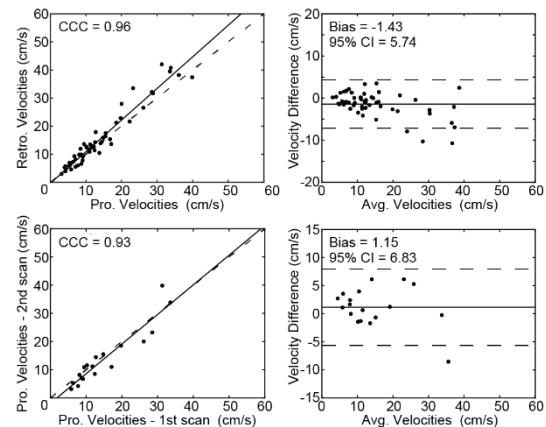 Retro. Velocities (cm/s)
60
50
40
30
20
10
0
CCC = 0.96
0 10 20 30 40 50 60
Pro. Velocities (cm/s)
Velocity Difference (cm/s)
20
10
0
-10
-20
Bias = -1.43
95% CI = 5.74
0 10 20 30 40 50 60
Avg. Velocities (cm/s)
Pro. Velocities - 2nd scan (cm/s)
60
50
40
30
20
10
0
CCC = 0.93
0 10 20 30 40 50 60
Pro. Velocities - 1st scan (cm/s)
Velocity Difference (cm/s)
15
10
5
0
-5
-10
-15
Bias = 1.15
95% CI = 6.83
0 10 20 30 40 50 60
Avg. Velocities (cm/s)